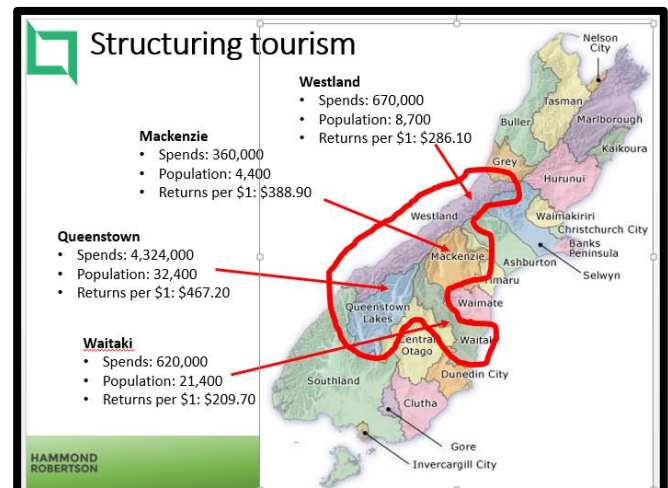 Structuring tourism
Westland
• Spends: 670,000
• Population: 8,700
• Returns per $1: $286.10
Mackenzie
• Spends: 360,000
• Population: 4,400
• Returns per $1: $388.90
Queenstown
• Spends: 4,324,000
• Population: 32,400
• Returns per $1: $467.20
Waitaki
• Spends: 620,000
• Population: 21,400
• Returns per $1: $209.70
HAMMOND
ROBERTSON
Nelson
City
Tasman
Marlborough
Buller
Kaikoura
Grey
Hurunui
Westland
Waimakiriri
Christchurch City
Banks
Peninsula
Mackenzie
Ashburton
Selwyn
Timaru
Waimate
Queenstown
Lakes
Central
Otago
Waitaki
Dunedin City
Southland
Clutha
Gore
Invercargill City